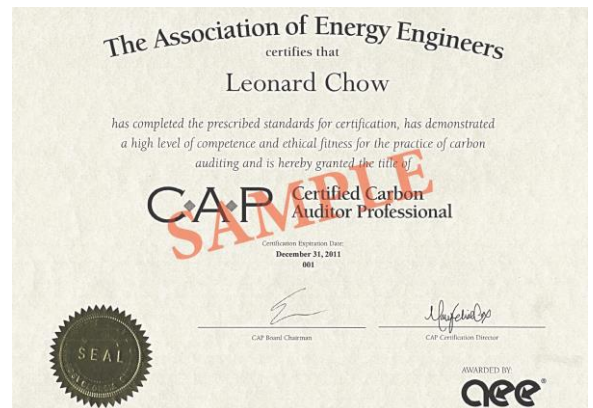 The Association of Energy Engineers
certifies that
Leonard Chow
has completed the prescribed standards for certification, has demonstrated
a high level of competence and ethical fitness for the practice of carbon
auditing and is hereby granted the title of
C·A·P Certified Carbon
Auditor Professional
SAMPLE
Certification Expiration Date:
December 31, 2011
001
CAP Board Chairman
CAP Certification Director
SEAL
AWARDED BY:
aee®